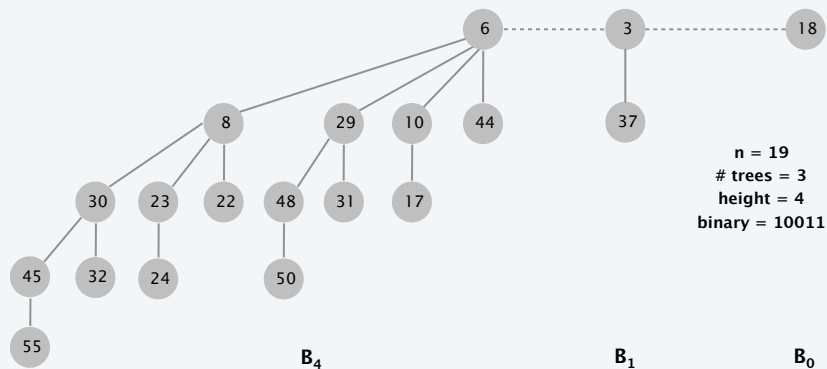 6 3 18
8 29 10 44 37
n = 19
# trees = 3
height = 4
binary = 10011
30 23 22 48 31 17
45 32 24 50
55
B₄ B₁ B₀